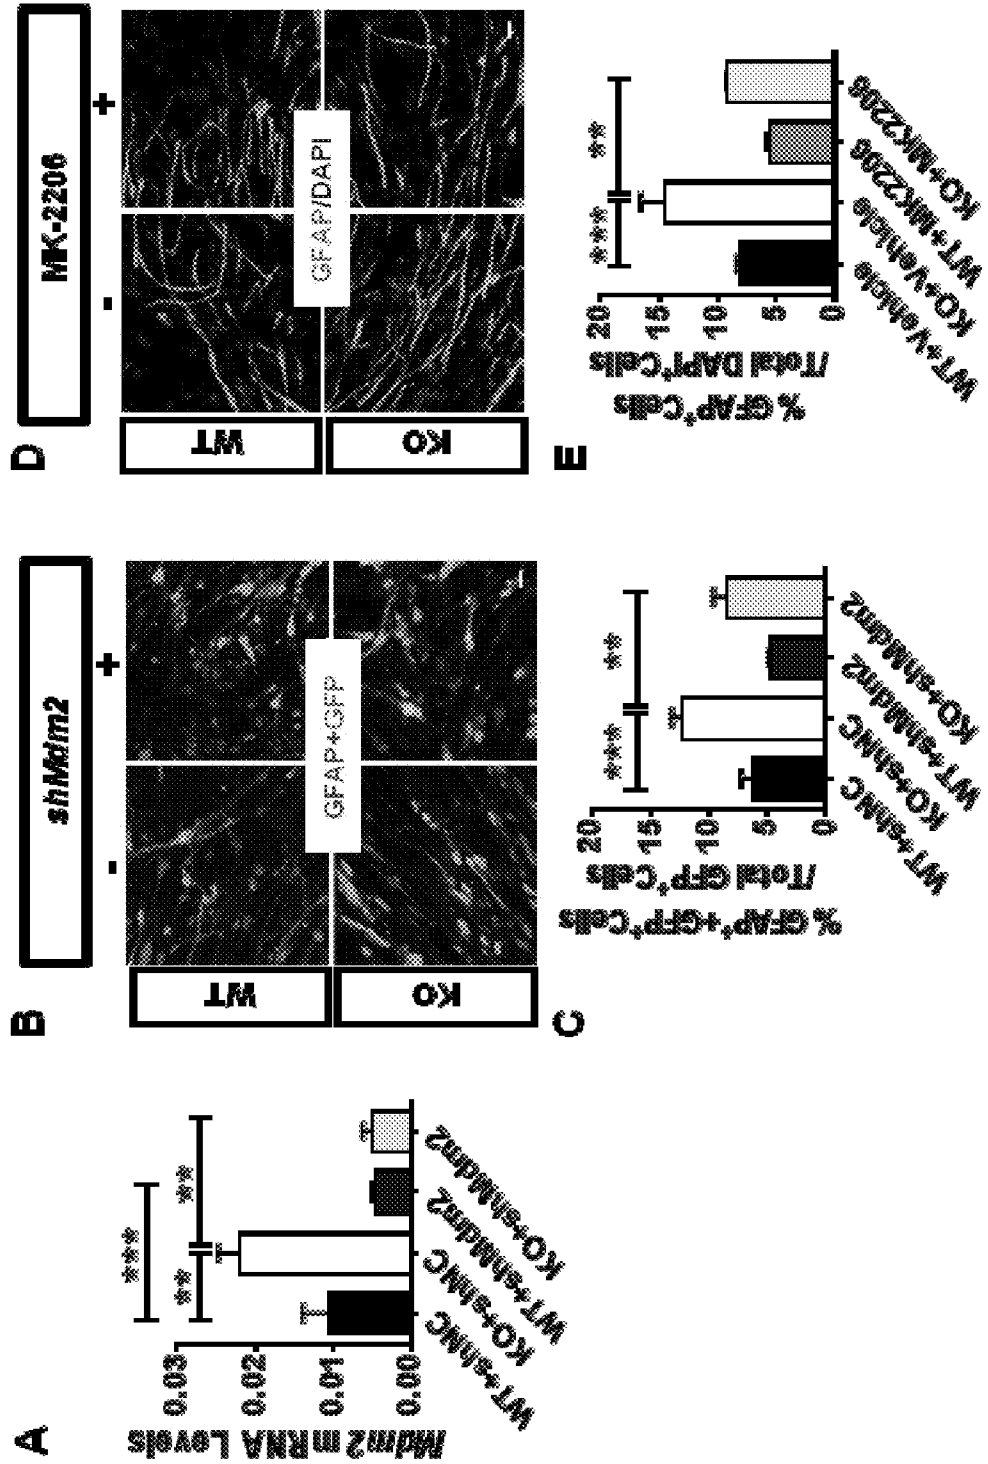 A
Mdm2 mRNA Levels
0.03
0.02
0.01
0.00
***
**
**
WT+shNC
KO+shNC
WT+shMdm2
KO+shMdm2
B
shMdm2
-
+
WT
KO
GFAP+GFP
C
% GFAP⁺+GFP⁺Cells
/Total GFP⁺Cells
20
15
10
5
0
***
**
WT+shNC
KO+shNC
WT+shMdm2
KO+shMdm2
D
MK-2206
-
+
WT
KO
GFAP/DAPI
E
% GFAP⁺Cells
/Total DAPI⁺Cells
20
15
10
5
0
***
**
WT+Vehicle
KO+Vehicle
WT+MK2206
KO+MK2206